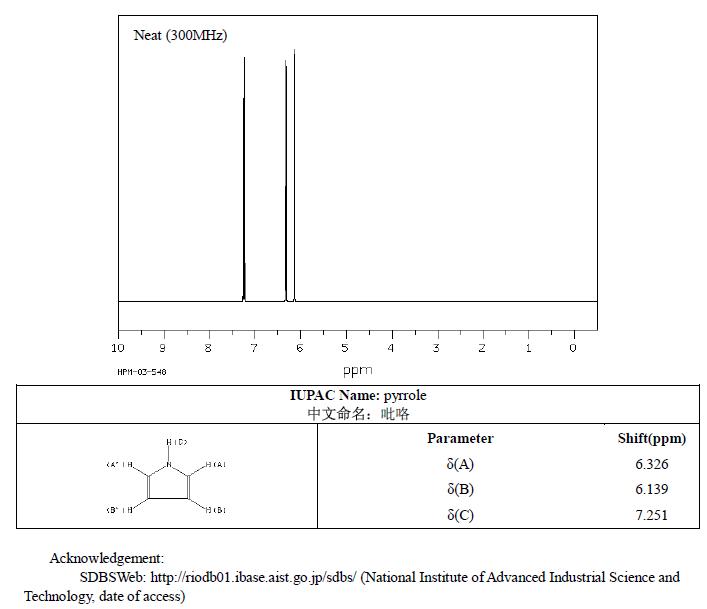 Neat (300MHz)
10 9 8 7 6 5 4 3 2 1 0
HPM-03-548 ppm
IUPAC Name: pyrrole
中文命名：吡咯
Parameter Shift(ppm)
H(C)
(A')H N H(A)
(B')H H(B)
δ(A) 6.326
δ(B) 6.139
δ(C) 7.251
Acknowledgement:
SDBSWeb: http://riodb01.ibase.aist.go.jp/sdbs/ (National Institute of Advanced Industrial Science and
Technology, date of access)